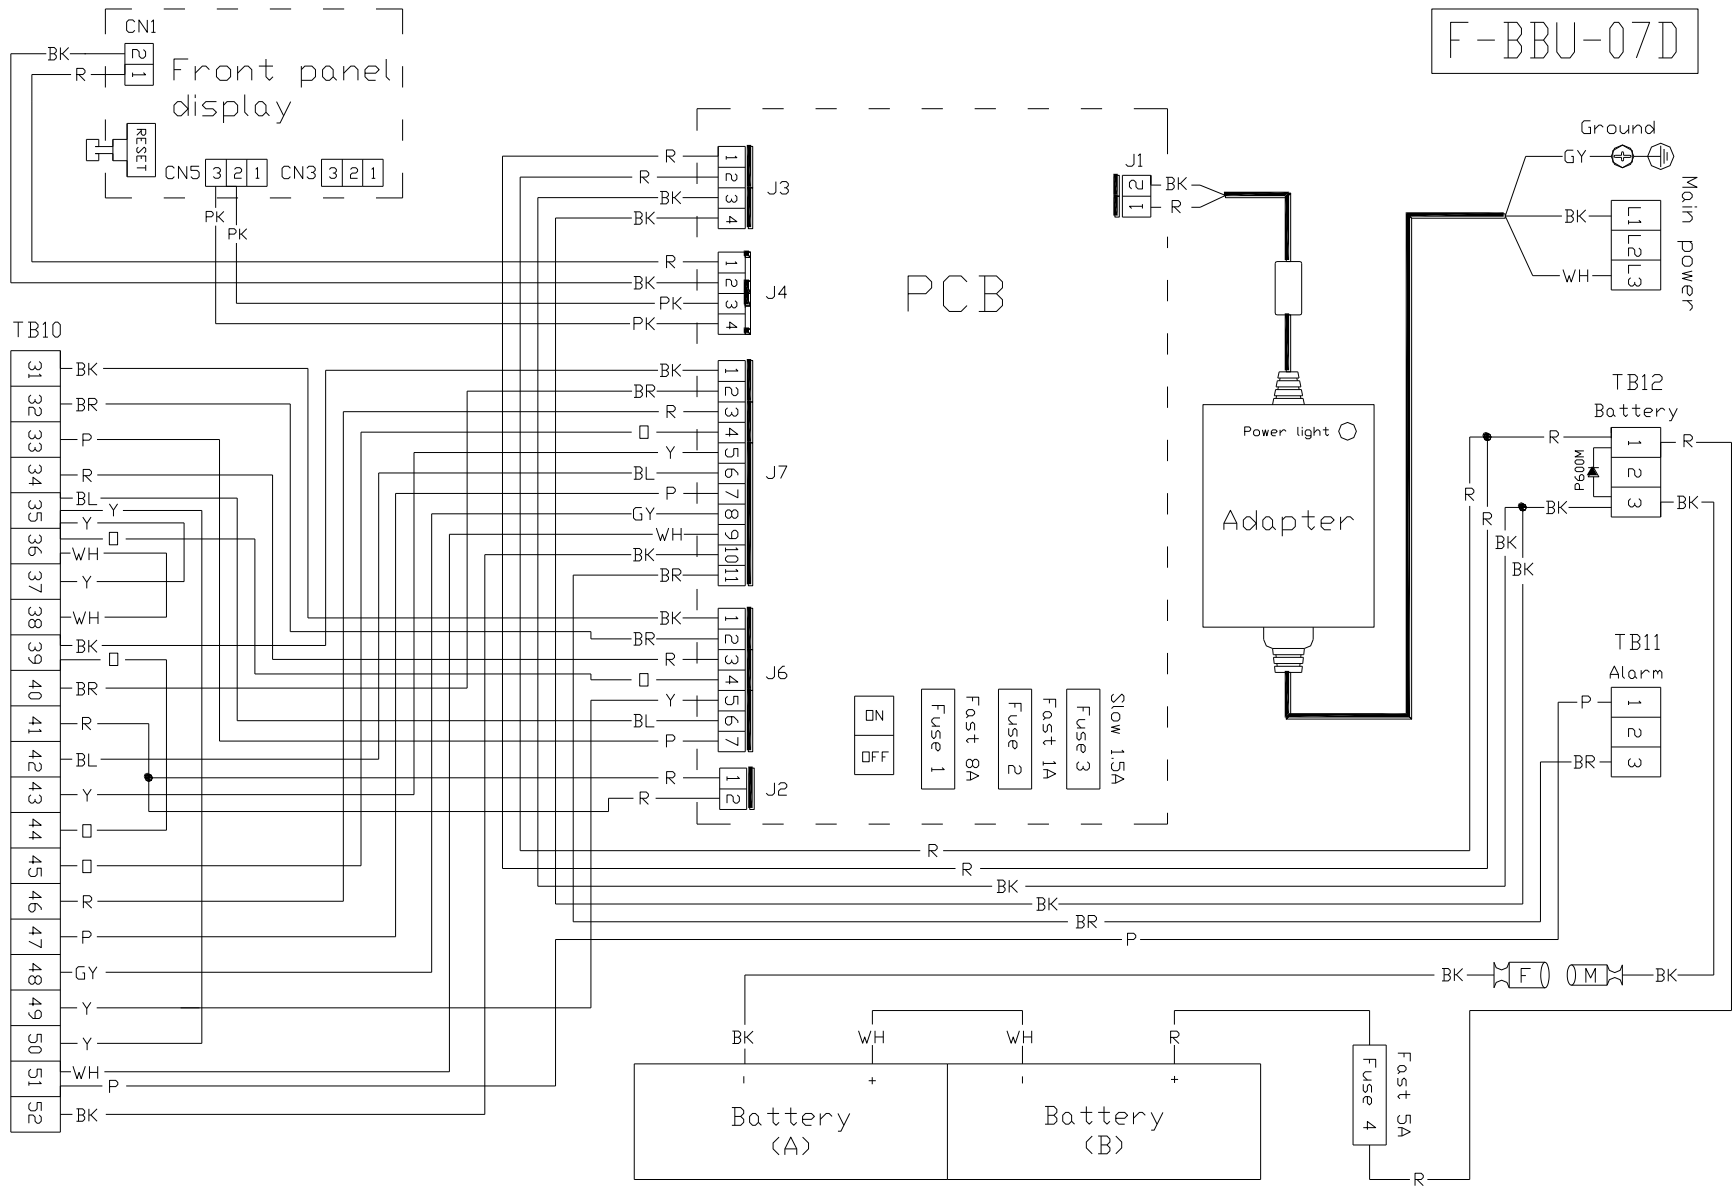 F-BBU-07D
CN1
BK 2
R 1
Front panel
display
RESET
CN5 3 2 1
CN3 3 2 1
PK
PK
PCB
R 1
R 2
BK 3
BK 4
J3
R 1
BK 2
PK 3
PK 4
J4
BK 1
BR 2
R 3
O 4
Y 5
BL 6
P 7
GY 8
WH 9
BK 10
BR 11
J7
BK 1
BR 2
R 3
O 4
Y 5
BL 6
P 7
J6
R 1
R 2
J2
TB10
31 BK
32 BR
33 P
34 R
35 BL Y
Y
36 O
WH
37 Y
38 WH
39 BK
O
40 BR
41 R
42 BL
43 Y
44 O
45 O
46 R
47 P
48 GY
49 Y
50 Y
51 WH
P
52 BK
J1
2 BK
1 R
ON
OFF
Fuse 1
Fast 8A
Fuse 2
Fast 1A
Fuse 3
Slow 1.5A
Power light
Adapter
Ground
GY
BK L1
L2
WH L3
Main power
TB12
Battery
R 1 R
2
BK 3 BK
P600M
R
R
BK
BK
TB11
Alarm
P 1
2
BR 3
R
R
BK
BK
BR
P
BK F M BK
BK WH WH R
- + - +
Battery
(A)
Battery
(B)
Fuse 4
Fast 5A
R